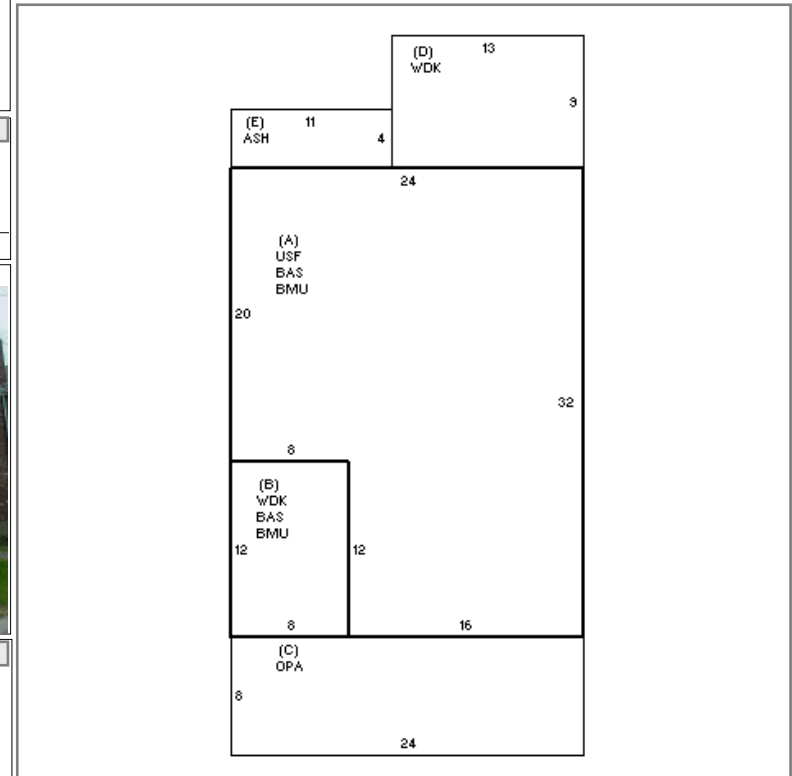 (D)
WDK
13
9
(E)
ASH
11
4
24
(A)
USF
BAS
BMU
20
32
8
(B)
WDK
BAS
BMU
12
12
8
16
(C)
OPA
8
24